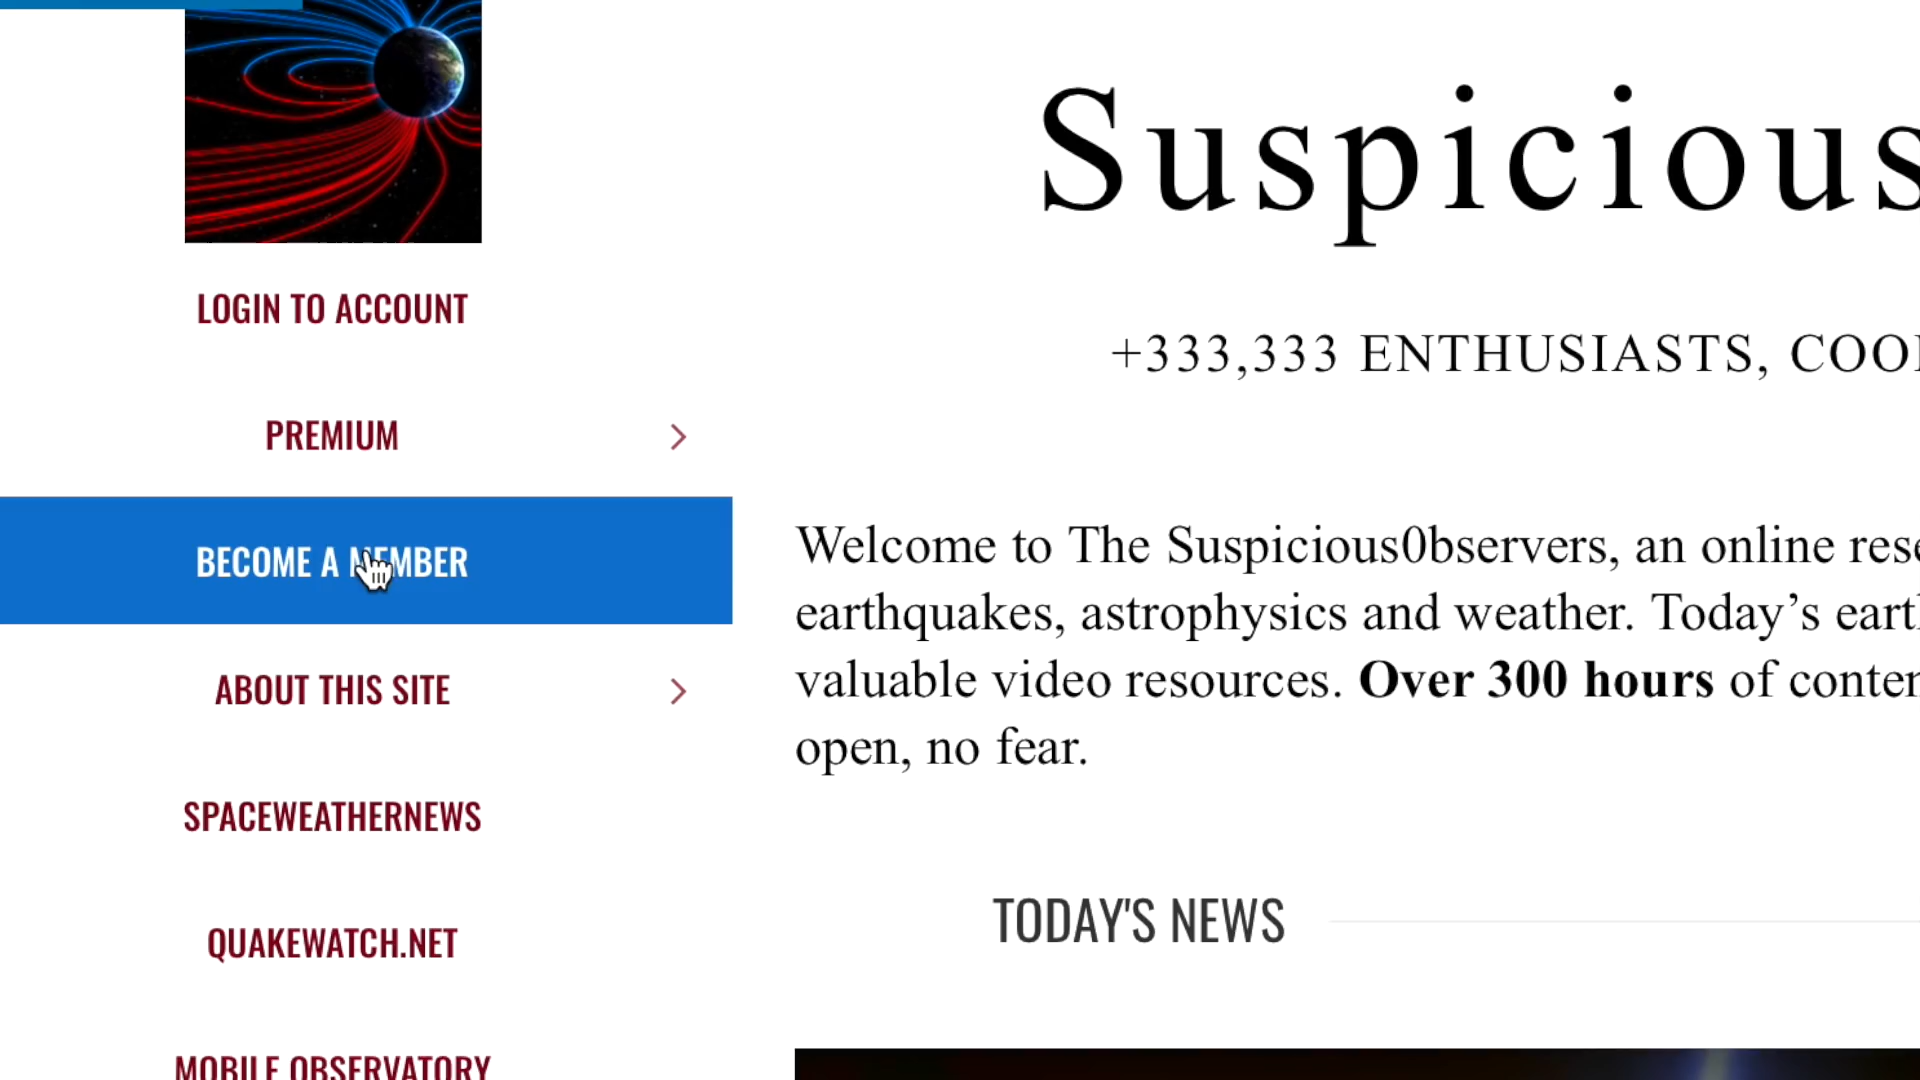 Suspicious
+333,333 ENTHUSIASTS,
LOGIN TO ACCOUNT
PREMIUM
BECOME A MEMBER
ABOUT THIS SITE
SPACEWEATHERNEWS
QUAKEWATCH.NET
MOBILE OBSERVATORY
Welcome to The Suspicious0bservers, an online
earthquakes, astrophysics and weather. Today’s
valuable video resources. Over 300 hours of
open, no fear.
TODAY'S NEWS